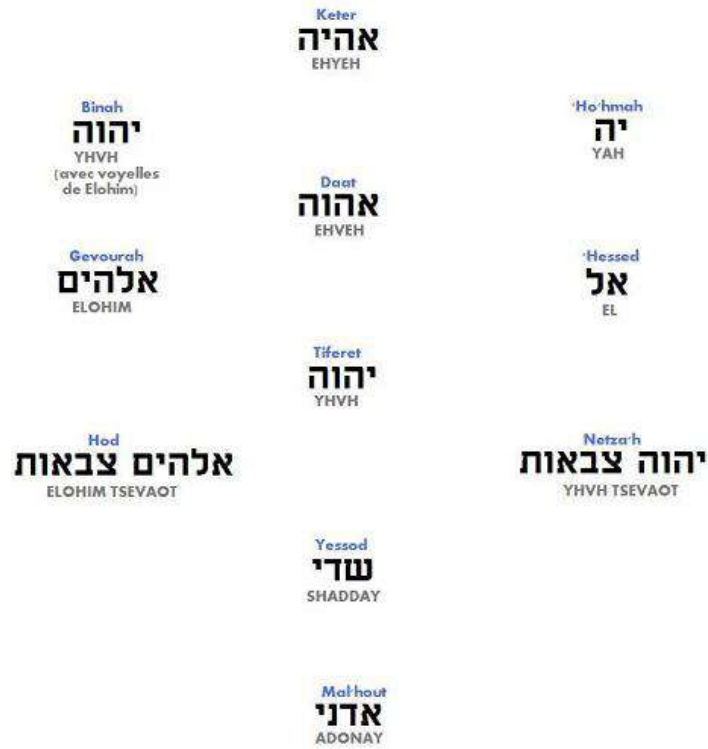 Keter
אהיה
EHYEH
Binah
יהוה
YHVH
(avec voyelles
de Elohim)
'Ho'hmah
יה
YAH
Daat
אהוה
EHVEH
Gevourah
אלהים
ELOHIM
'Hessed
אל
EL
Tiferet
יהוה
YHVH
Hod
אלהים צבאות
ELOHIM TSEVAOT
Netza'h
יהוה צבאות
YHVH TSEVAOT
Yessod
שדי
SHADDAY
Mal'hout
אדני
ADONAY